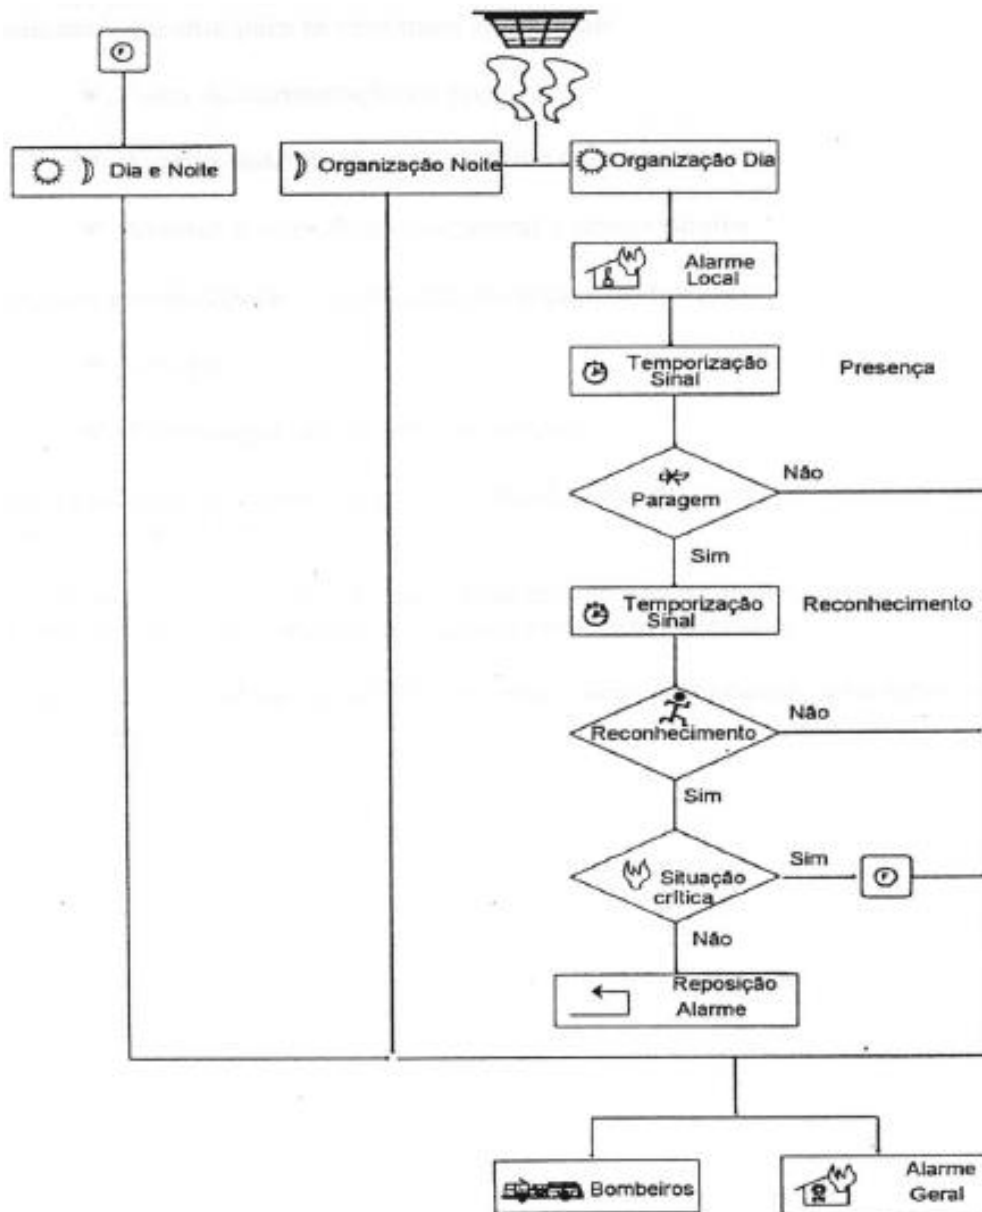 F
Dia e Noite
Organização Noite
Organização Dia
Alarme
Local
Temporização
Sinal
Presença
Paragem
Não
Sim
Temporização
Sinal
Reconhecimento
Reconhecimento
Não
Sim
Situação
crítica
Sim
F
Não
Reposição
Alarme
Bombeiros
Alarme
Geral